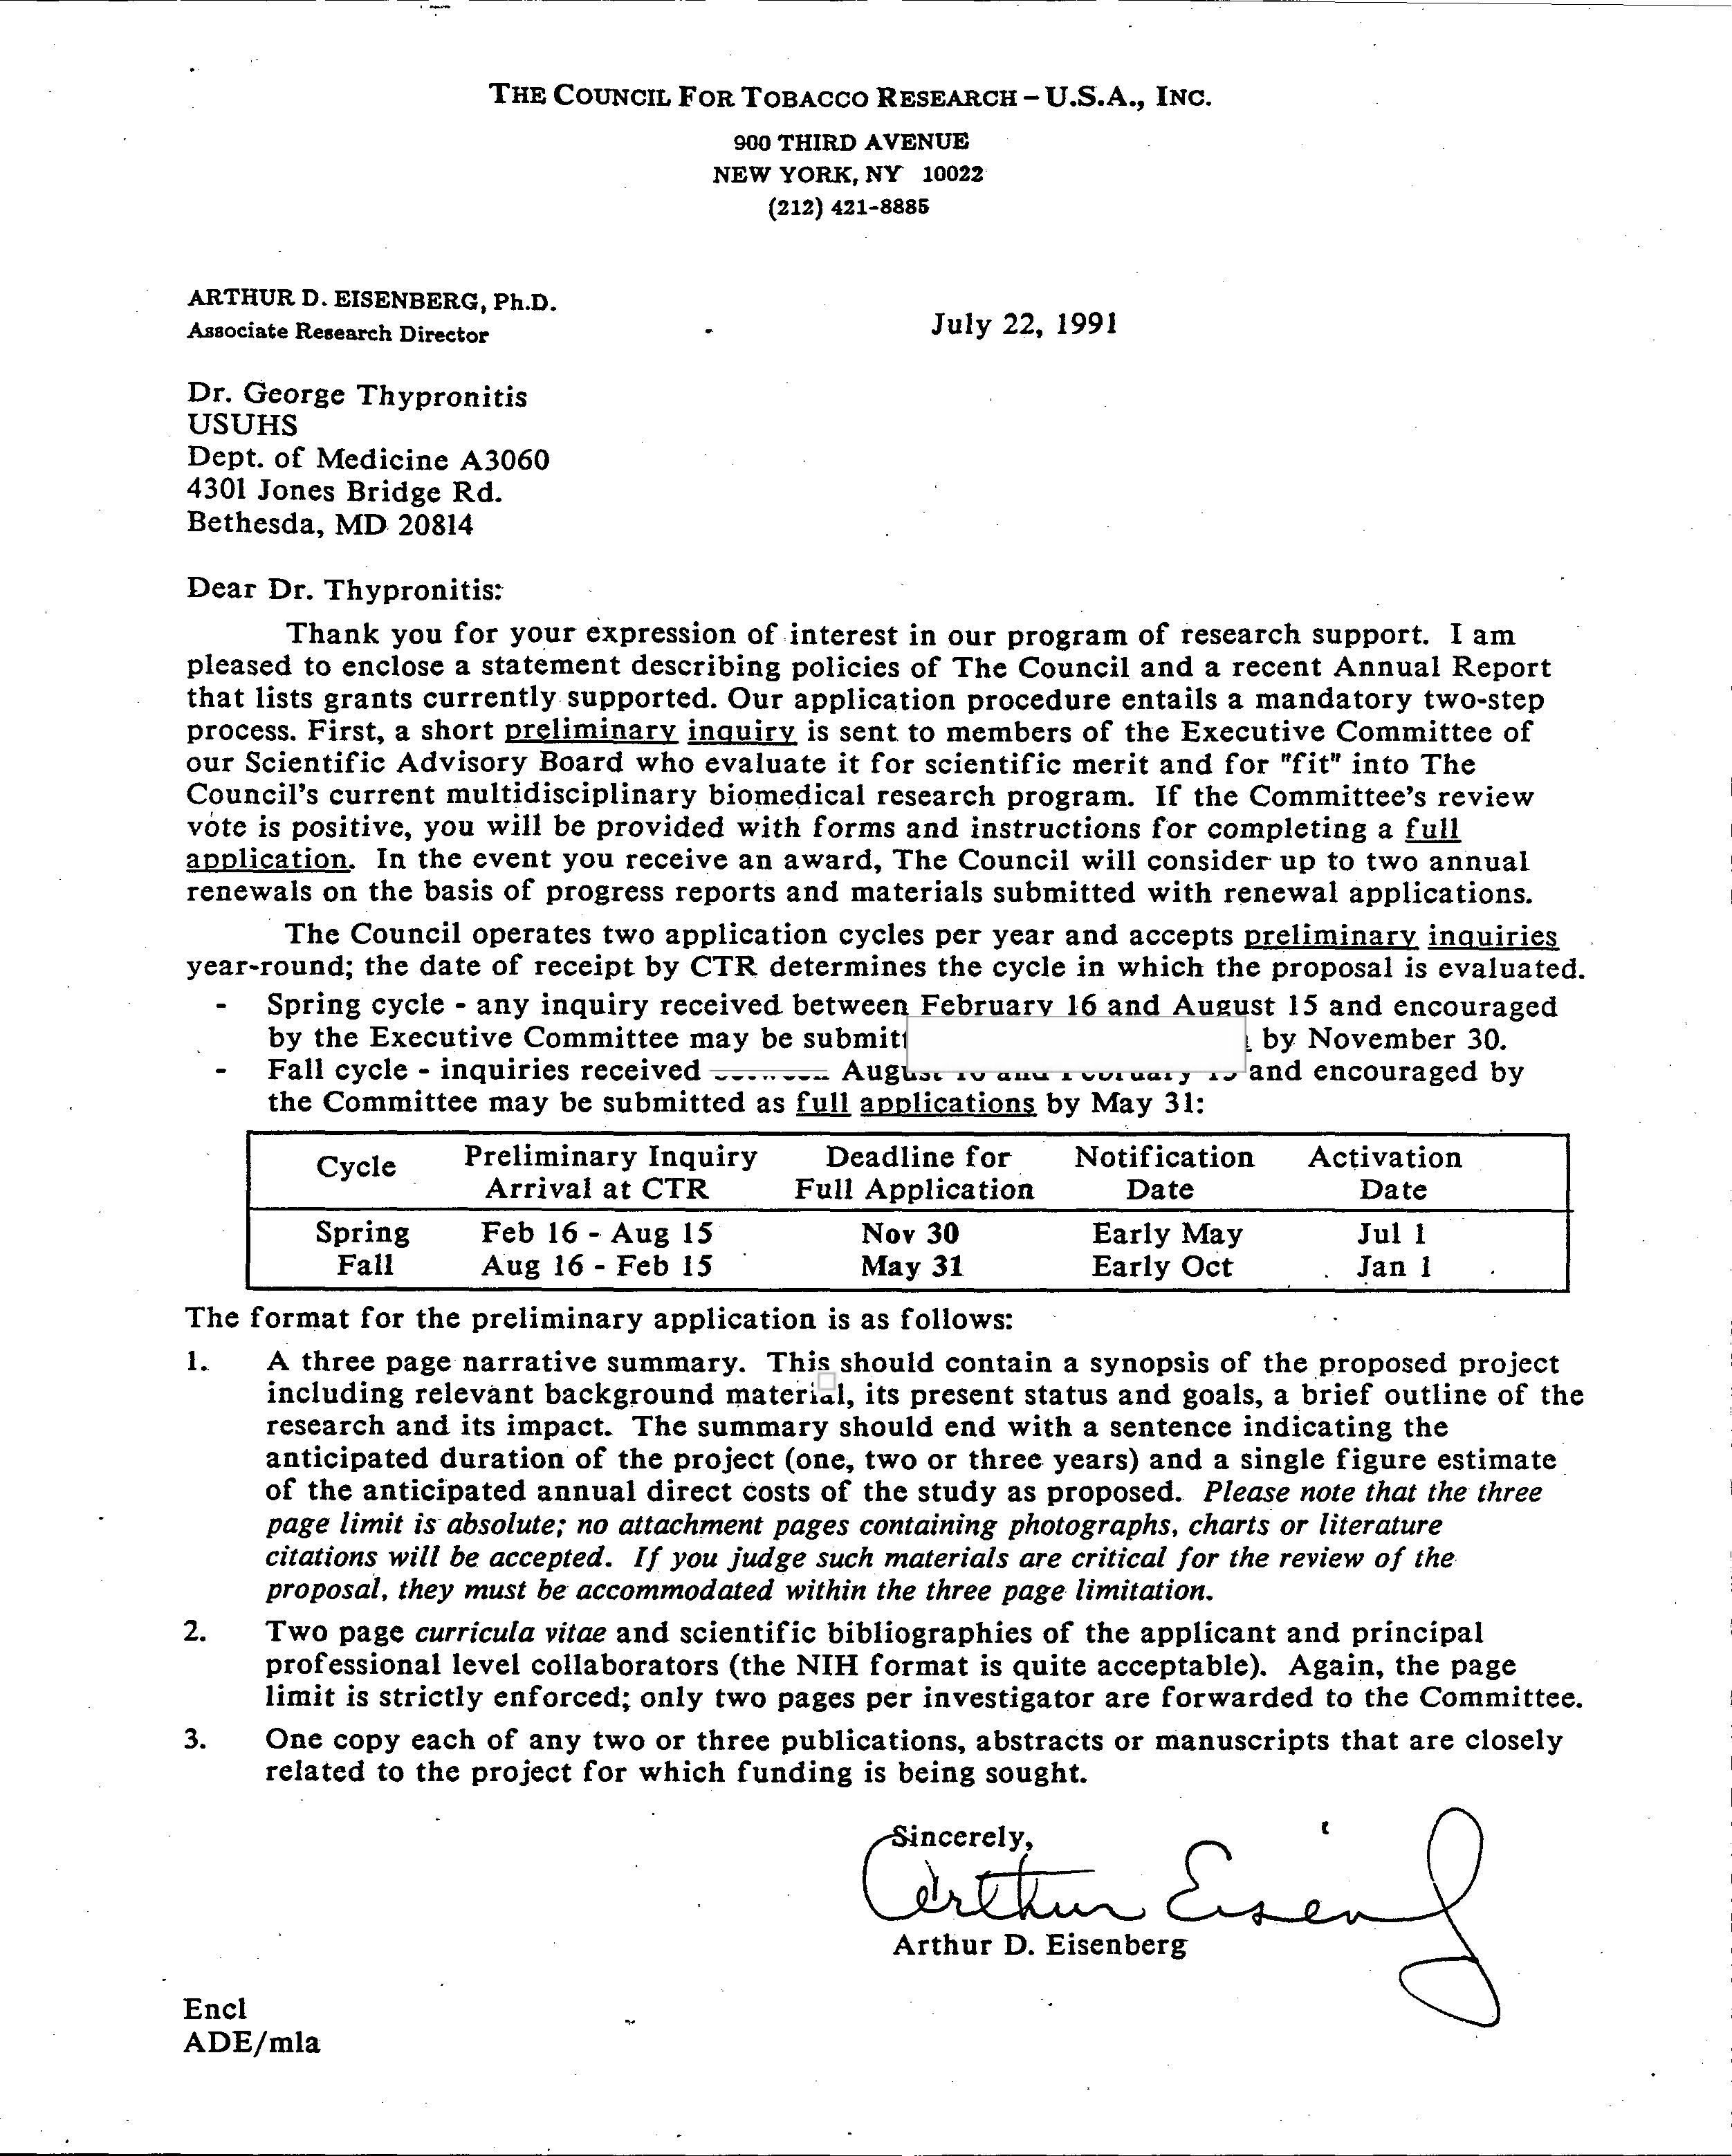 THE COUNCIL FOR TOBACCO RESEARCH – U.S.A., INC.
900 THIRD AVENUE
NEW YORK, NY 10022
(212) 421-8885
ARTHUR D. EISENBERG, Ph.D.
Associate Research Director
July 22, 1991
Dr. George Thypronitis
USUHS
Dept. of Medicine A3060
4301 Jones Bridge Rd.
Bethesda, MD 20814
Dear Dr. Thypronitis:
Thank you for your expression of interest in our program of research support. I am
pleased to enclose a statement describing policies of The Council and a recent Annual Report
that lists grants currently supported. Our application procedure entails a mandatory two-step
process. First, a short preliminary inquiry is sent to members of the Executive Committee of
our Scientific Advisory Board who evaluate it for scientific merit and for "fit" into The
Council's current multidisciplinary biomedical research program. If the Committee's review
vote is positive, you will be provided with forms and instructions for completing a full
application. In the event you receive an award, The Council will consider up to two annual
renewals on the basis of progress reports and materials submitted with renewal applications.
The Council operates two application cycles per year and accepts preliminary inquiries
year-round; the date of receipt by CTR determines the cycle in which the proposal is evaluated.
- Spring cycle - any inquiry received between February 16 and August 15 and encouraged
by the Executive Committee may be by November 30.
- Fall cycle - inquiries received August and encouraged by
the Committee may be submitted as full applications by May 31:
Cycle Preliminary Inquiry Arrival at CTR Deadline for Full Application Notification Date Activation Date
Spring Feb 16 - Aug 15 Nov 30 Early May Jul 1
Fall Aug 16 - Feb 15 May 31 Early Oct Jan 1
The format for the preliminary application is as follows:
1. A three page narrative summary. This should contain a synopsis of the proposed project
including relevant background material, its present status and goals, a brief outline of the
research and its impact. The summary should end with a sentence indicating the
anticipated duration of the project (one, two or three years) and a single figure estimate
of the anticipated annual direct costs of the study as proposed. Please note that the three
page limit is absolute; no attachment pages containing photographs, charts or literature
citations will be accepted. If you judge such materials are critical for the review of the
proposal, they must be accommodated within the three page limitation.
2. Two page curricula vitae and scientific bibliographies of the applicant and principal
professional level collaborators (the NIH format is quite acceptable). Again, the page
limit is strictly enforced; only two pages per investigator are forwarded to the Committee.
3. One copy each of any two or three publications, abstracts or manuscripts that are closely
related to the project for which funding is being sought.
Sincerely,
Arthur Eisenberg
Arthur D. Eisenberg
Encl
ADE/mla